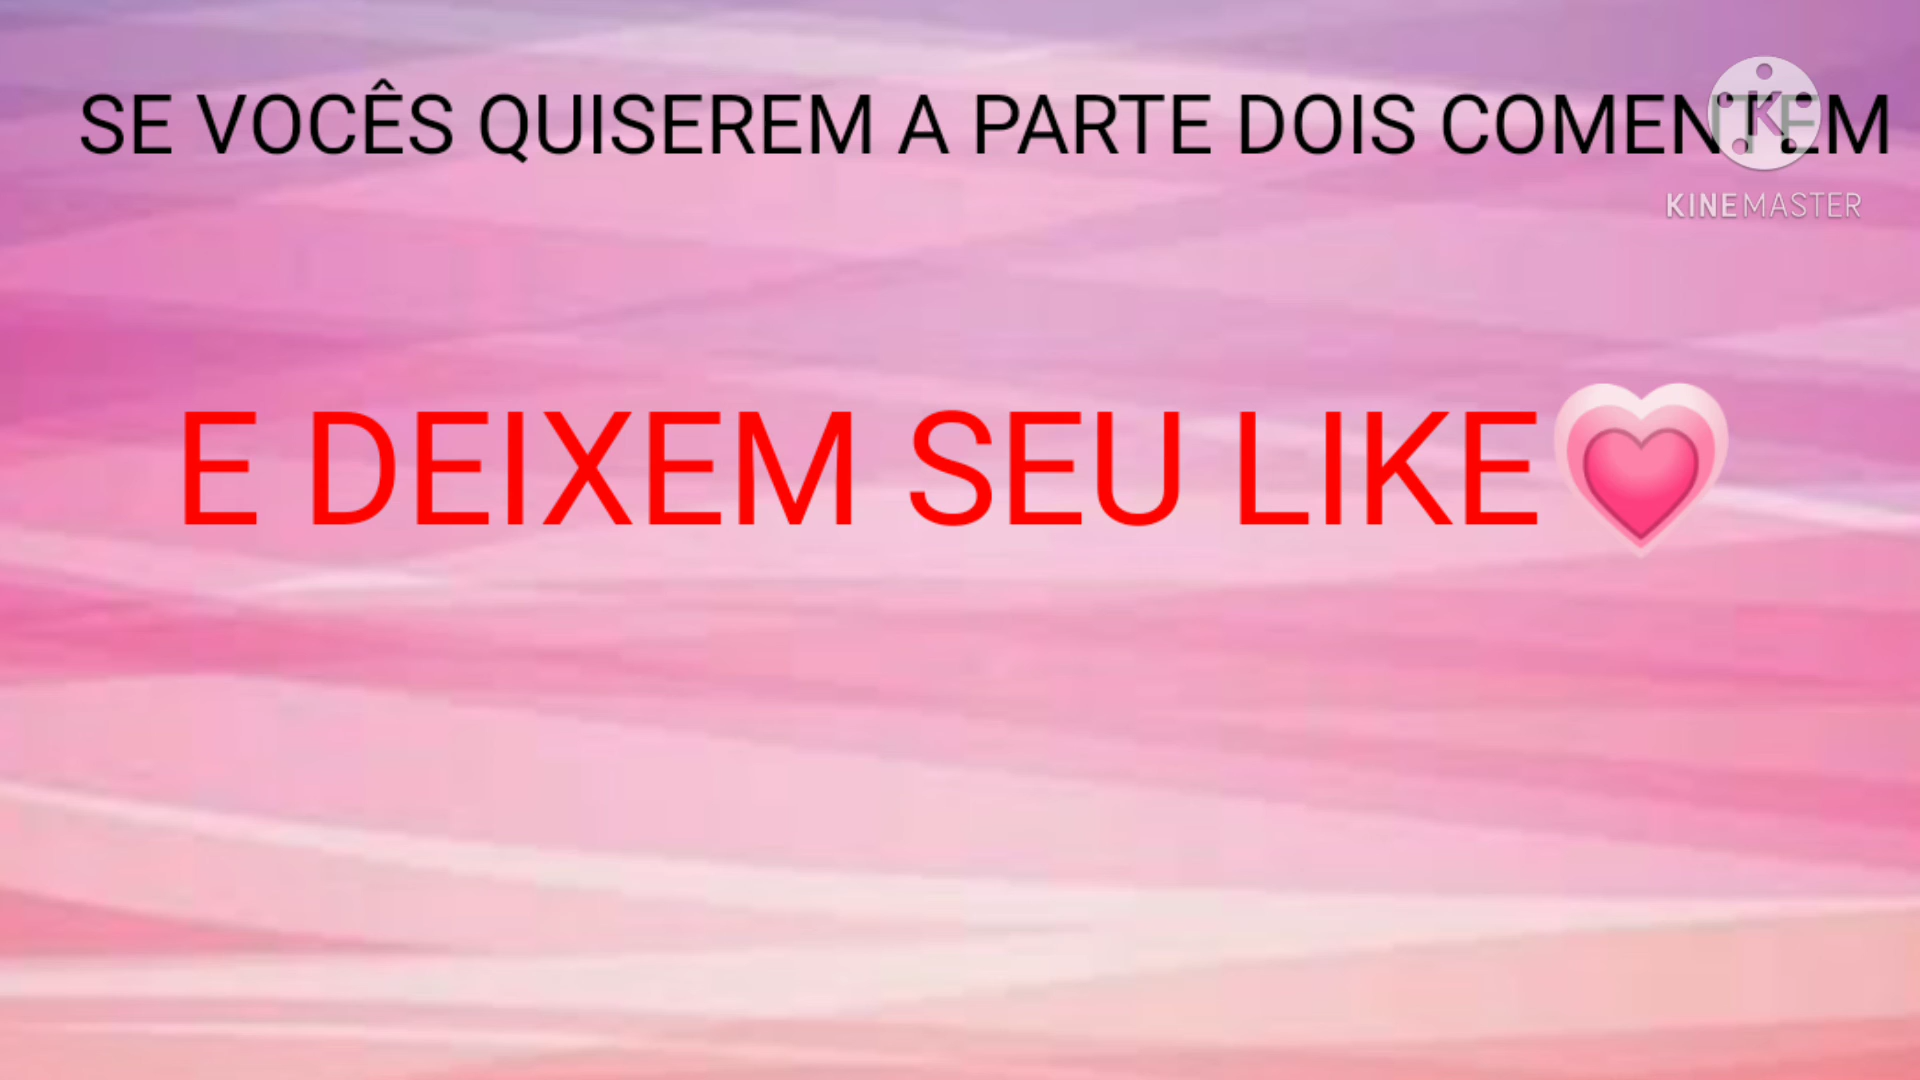 SE VOCÊS QUISEREM A PARTE DOIS COMENTEM
K
KINEMASTER
E DEIXEM SEU LIKE💗